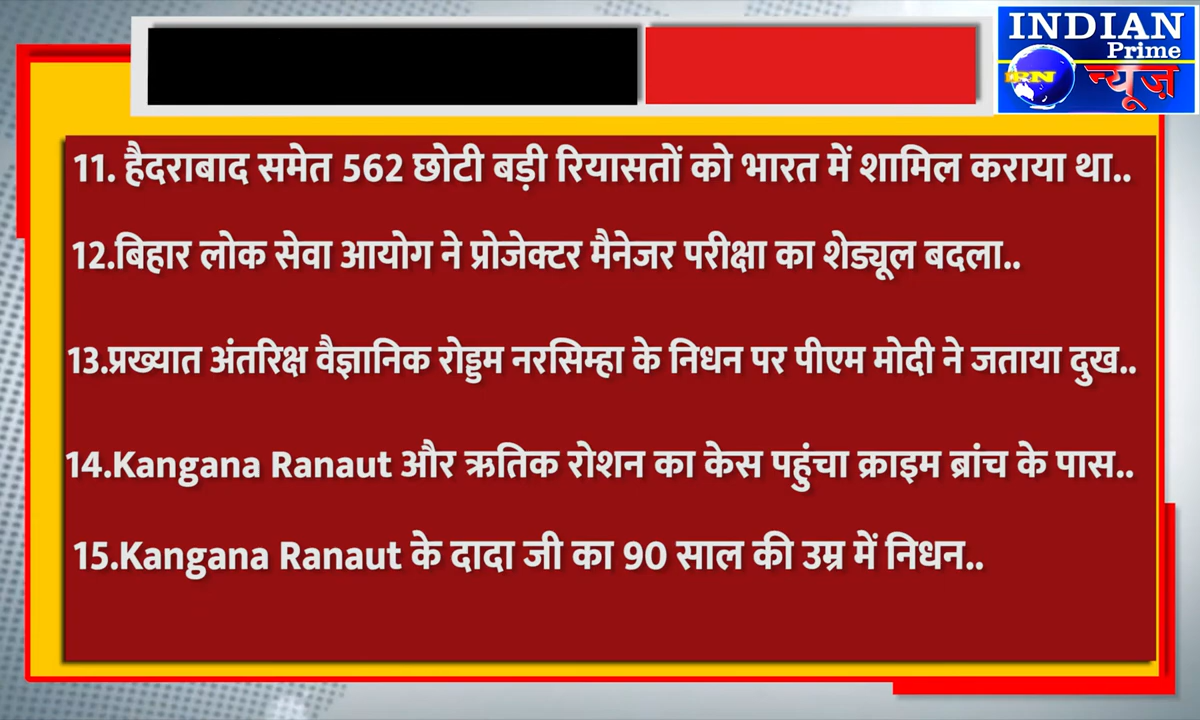 INDIAN
Prime
IPN न्यूज़
11. हैदराबाद समेत 562 छोटी बड़ी रियासतों को भारत में शामिल कराया था..
12.बिहार लोक सेवा आयोग ने प्रोजेक्टर मैनेजर परीक्षा का शेड्यूल बदला..
13.प्रख्यात अंतरिक्ष वैज्ञानिक रोड्डम नरसिम्हा के निधन पर पीएम मोदी ने जताया दुख..
14.Kangana Ranaut और ऋतिक रोशन का केस पहुंचा क्राइम ब्रांच के पास..
15.Kangana Ranaut के दादा जी का 90 साल की उम्र में निधन..